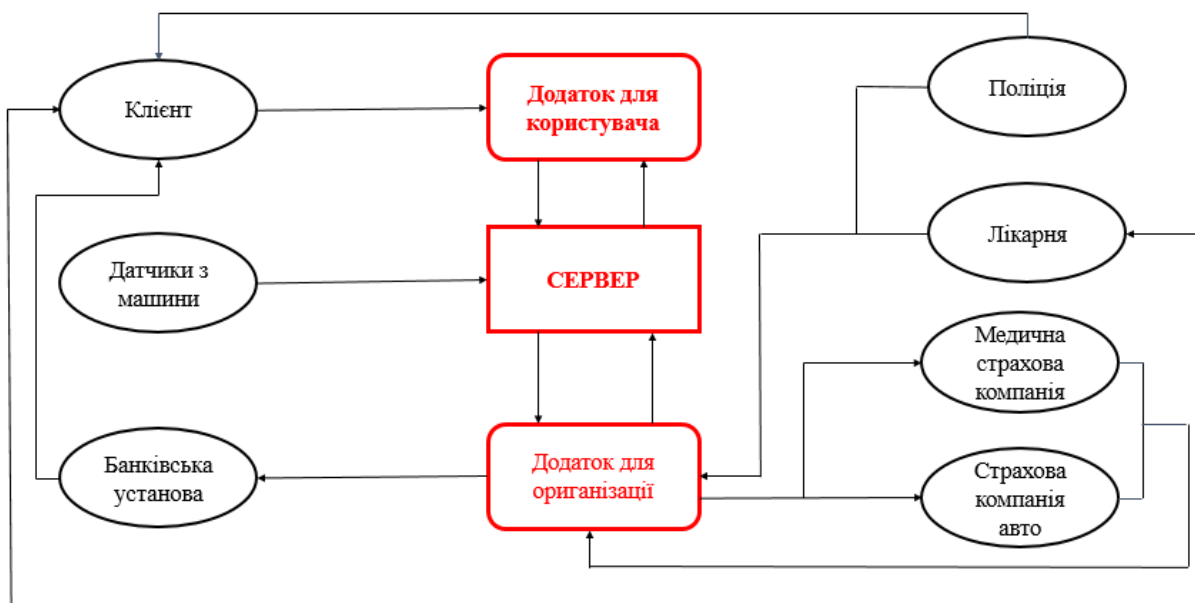 Клієнт
Додаток для
користувача
Поліція
Датчики з
машини
СЕРВЕР
Лікарня
Медична
страхова
компанія
Банківська
установа
Додаток для
ориганізації
Страхова
компанія
авто